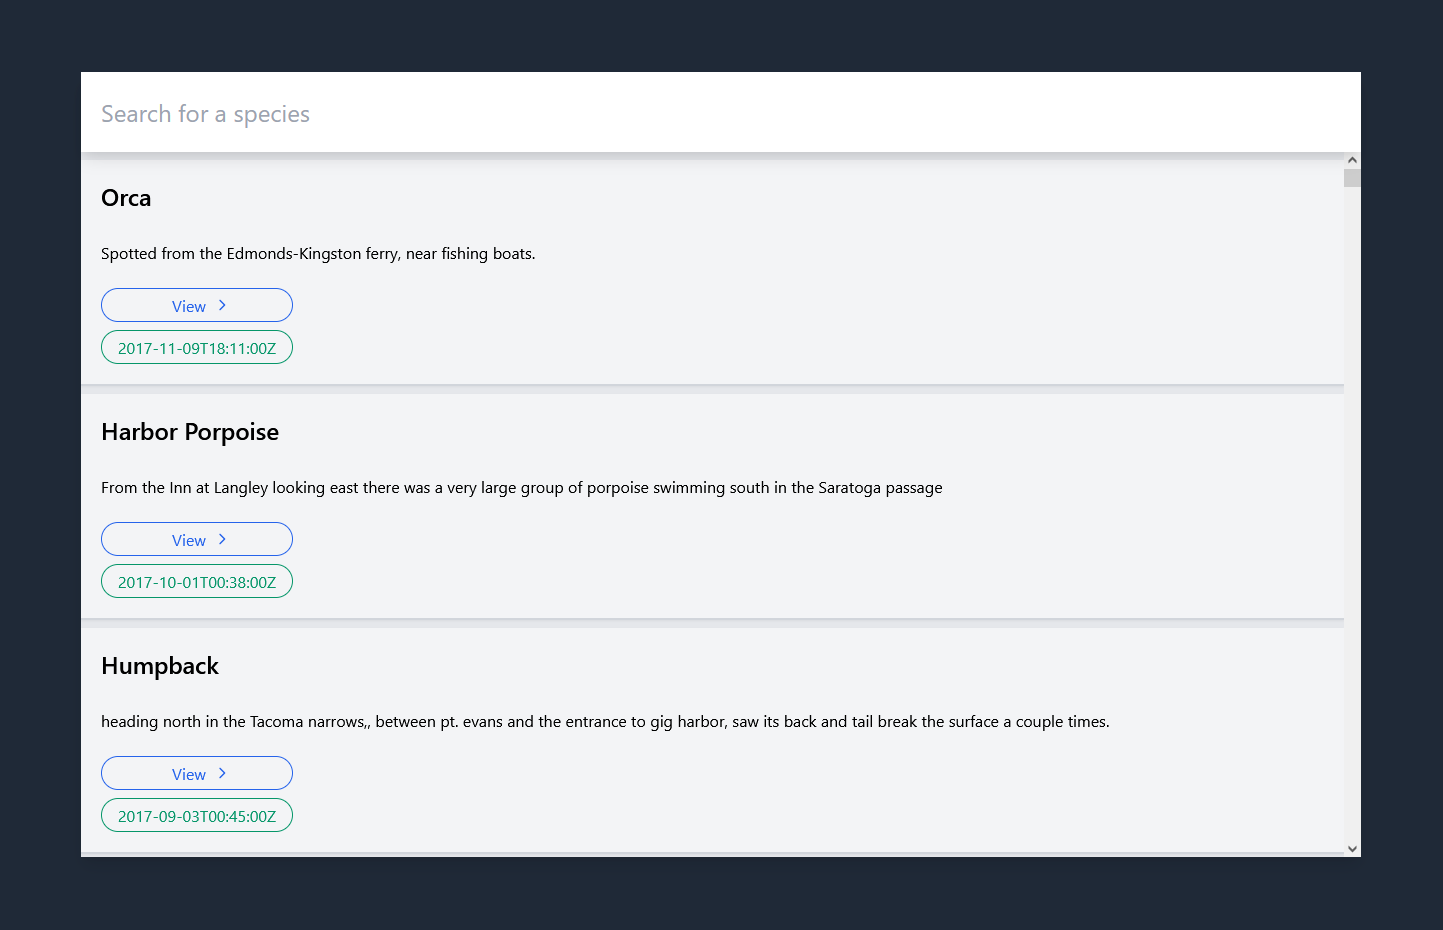 Search for a species
Orca
Spotted from the Edmonds-Kingston ferry, near fishing boats.
View
2017-11-09T18:11:00Z
Harbor Porpoise
From the Inn at Langley looking east there was a very large group of porpoise swimming south in the Saratoga passage
View
2017-10-01T00:38:00Z
Humpback
heading north in the Tacoma narrows,, between pt. evans and the entrance to gig harbor, saw its back and tail break the surface a couple times.
View
2017-09-03T00:45:00Z